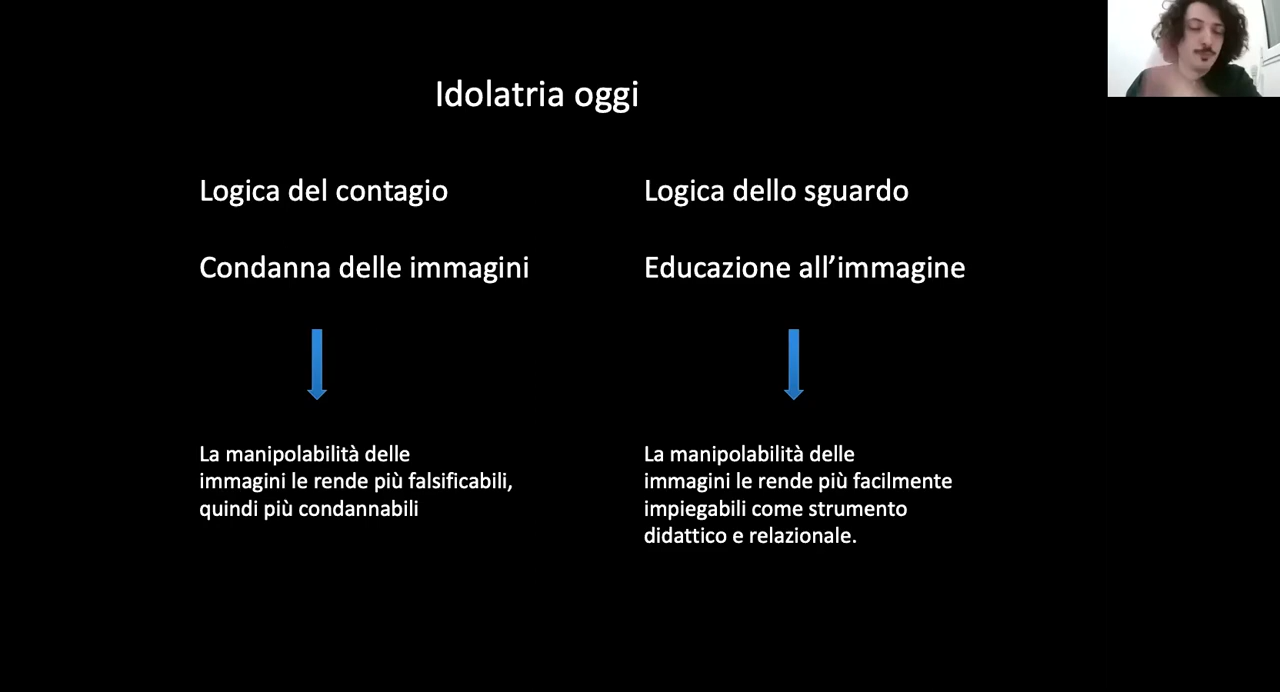 Idolatria oggi
Logica del contagio
Condanna delle immagini
La manipolabilità delle
immagini le rende più falsificabili,
quindi più condannabili
Logica dello sguardo
Educazione all’immagine
La manipolabilità delle
immagini le rende più facilmente
impiegabili come strumento
didattico e relazionale.